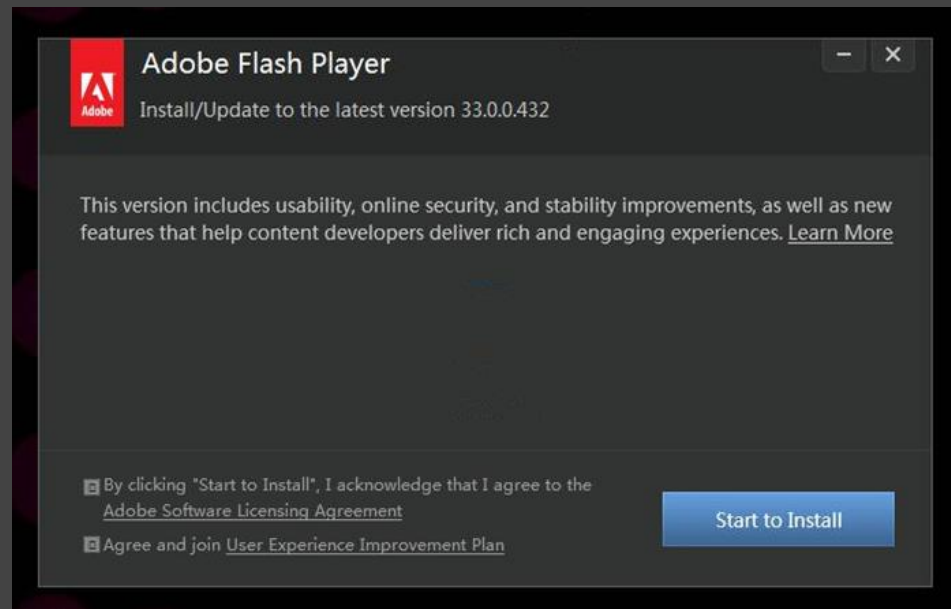 Adobe Flash Player
Adobe
Install/Update to the latest version 33.0.0.432
This version includes usability, online security, and stability improvements, as well as new
features that help content developers deliver rich and engaging experiences. Learn More
By clicking "Start to Install", I acknowledge that I agree to the
Adobe Software Licensing Agreement
Agree and join User Experience Improvement Plan
Start to Install